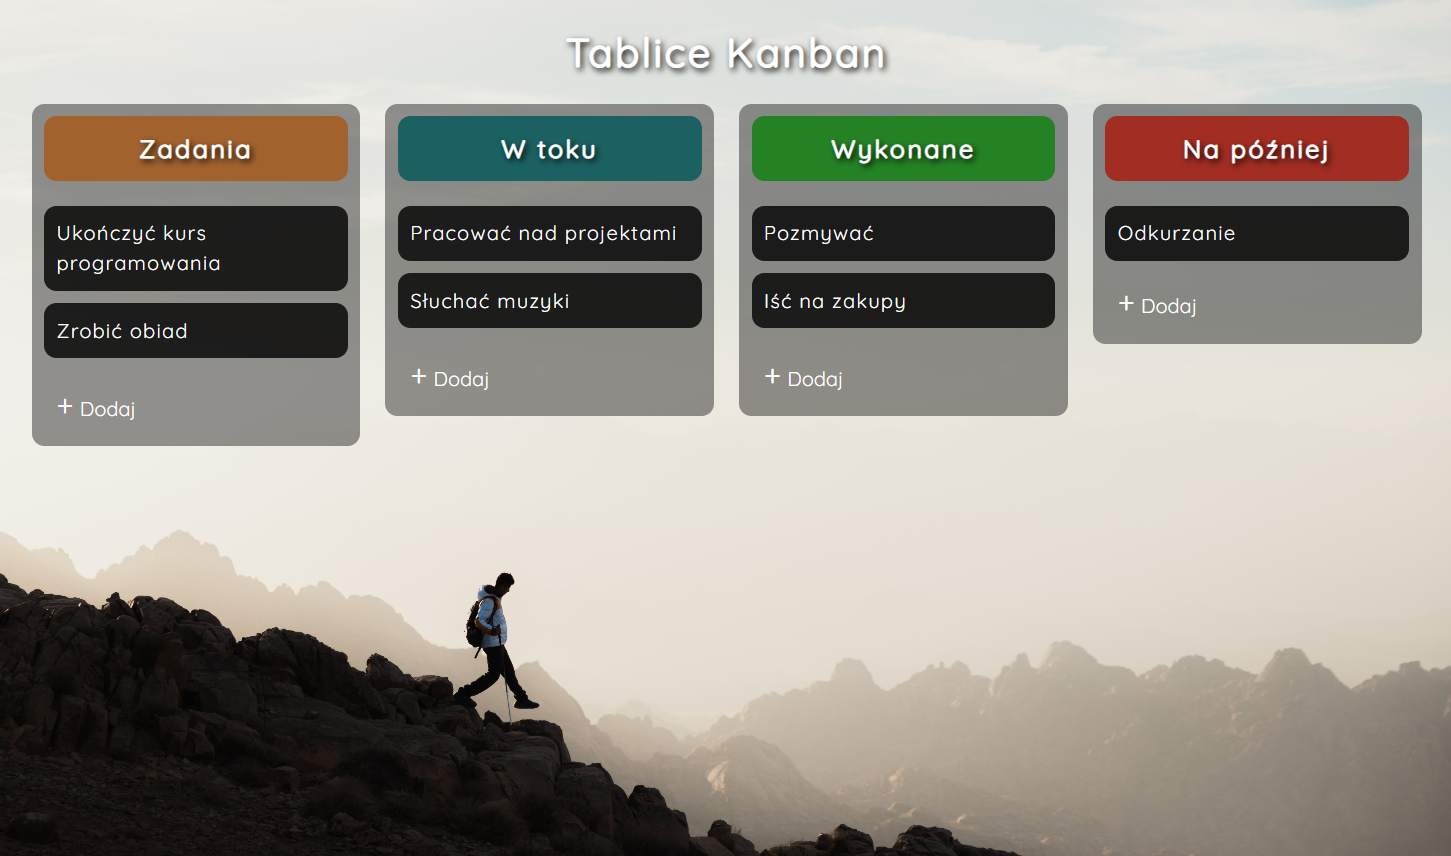 Tablice Kanban
Zadania
Ukończyć kurs
programowania
Zrobić obiad
+ Dodaj
W toku
Pracować nad projektami
Słuchać muzyki
+ Dodaj
Wykonane
Pozmywać
Iść na zakupy
+ Dodaj
Na później
Odkurzanie
+ Dodaj